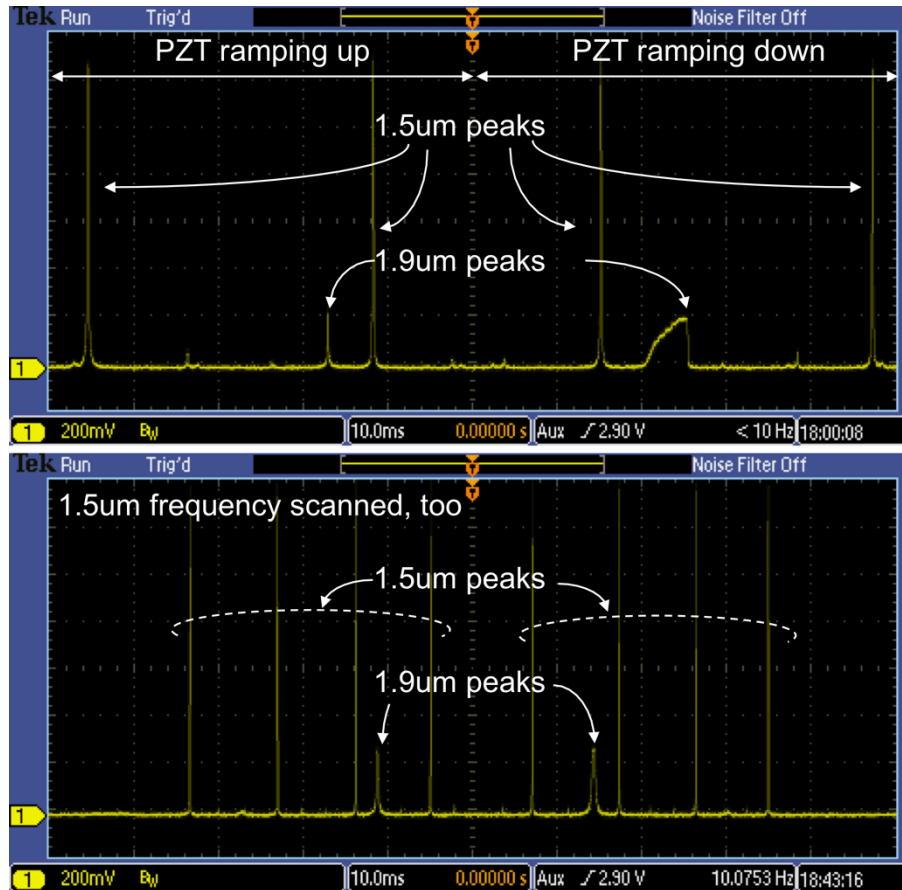 Tek Run Trig'd Noise Filter Off
PZT ramping up PZT ramping down
1.5um peaks
1.9um peaks
1
1 200mV BW 10.0ms 0.00000 s Aux 2.90 V < 10 Hz 18:00:08
Tek Run Trig'd Noise Filter Off
1.5um frequency scanned, too
1.5um peaks
1.9um peaks
1
1 200mV BW 10.0ms 0.00000 s Aux 2.90 V 10.0753 Hz 18:43:16